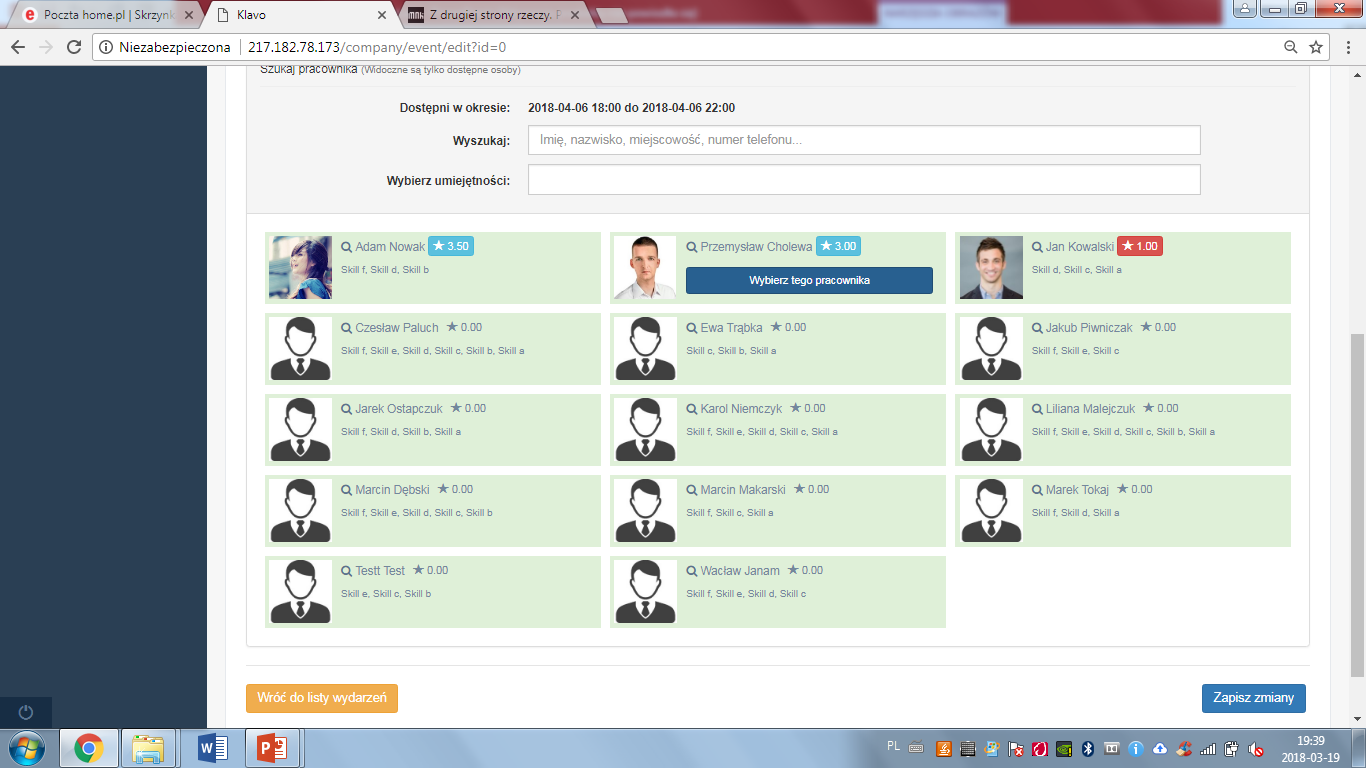 Poczta home.pl | Skrzynk
Klavo
Z drugiej strony rzeczy. P
Niezabezpieczona
217.182.78.173/company/event/edit?id=0
Szukaj pracownika (Widoczne są tylko dostępne osoby)
Dostępni w okresie: 2018-04-06 18:00 do 2018-04-06 22:00
Wyszukaj: Imię, nazwisko, miejscowość, numer telefonu...
Wybierz umiejętności:
Adam Nowak 3.50
Skill f, Skill d, Skill b
Przemysław Cholewa 3.00
Wybierz tego pracownika
Jan Kowalski 1.00
Skill d, Skill c, Skill a
Czesław Paluch 0.00
Skill f, Skill e, Skill d, Skill c, Skill b, Skill a
Ewa Trąbka 0.00
Skill c, Skill b, Skill a
Jakub Piwniczak 0.00
Skill f, Skill e, Skill c
Jarek Ostapczuk 0.00
Skill f, Skill d, Skill b, Skill a
Karol Niemczyk 0.00
Skill f, Skill e, Skill d, Skill c, Skill a
Liliana Malejczuk 0.00
Skill f, Skill e, Skill d, Skill c, Skill b, Skill a
Marcin Dębski 0.00
Skill f, Skill e, Skill d, Skill c, Skill b
Marcin Makarski 0.00
Skill f, Skill c, Skill a
Marek Tokaj 0.00
Skill f, Skill d, Skill a
Testt Test 0.00
Skill e, Skill c, Skill b
Wacław Janam 0.00
Skill f, Skill e, Skill d, Skill c
Wróć do listy wydarzeń
Zapisz zmiany
PL
19:39
2018-03-19